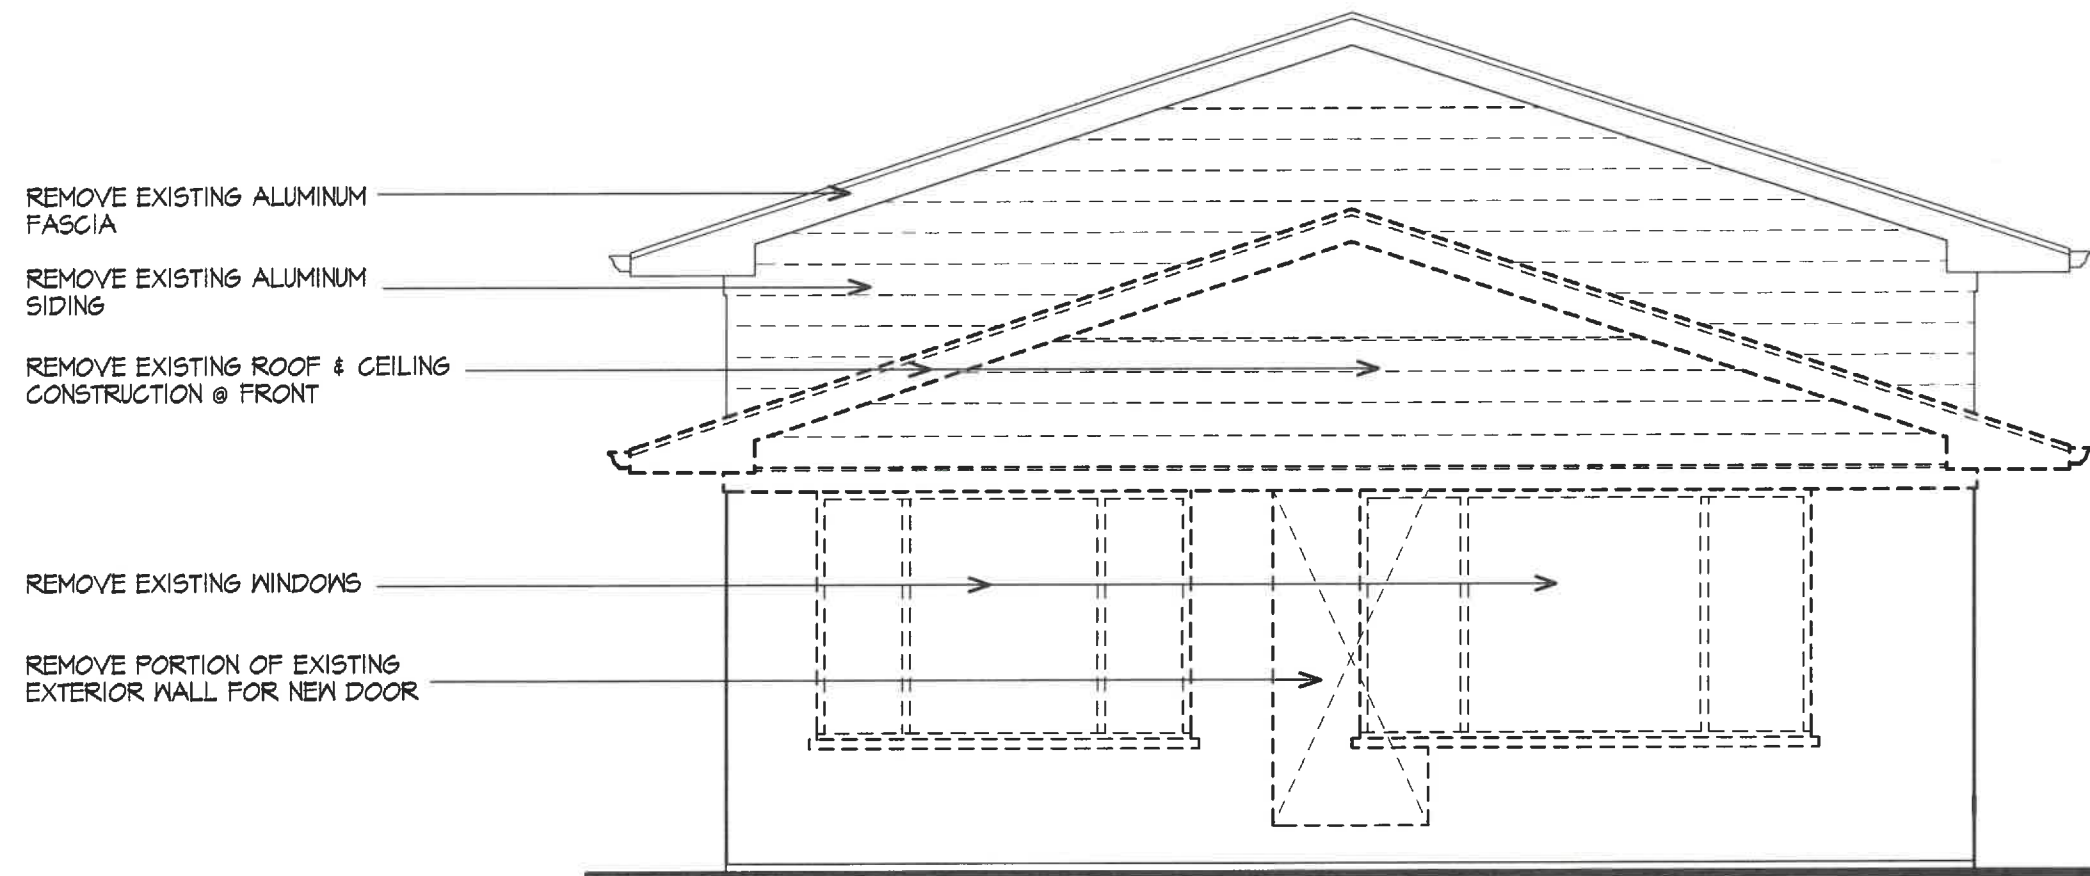 REMOVE EXISTING ALUMINUM
FASCIA
REMOVE EXISTING ALUMINUM
SIDING
REMOVE EXISTING ROOF & CEILING
CONSTRUCTION @ FRONT
REMOVE EXISTING WINDOWS
REMOVE PORTION OF EXISTING
EXTERIOR WALL FOR NEW DOOR